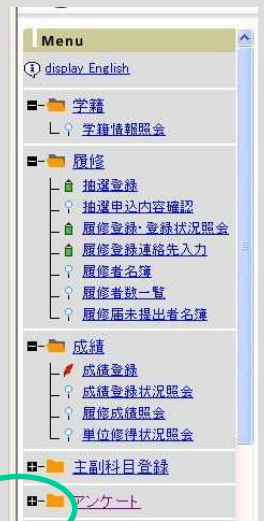 Menu
display English
学籍
学籍情報照会
履修
抽選登録
抽選申込内容確認
履修登録・登録状況照会
履修登録連絡先入力
履修者名簿
履修者数一覧
履修届未提出者名簿
成績
成績登録
成績登録状況照会
履修成績照会
単位修得状況照会
主副科目登録
アンケート